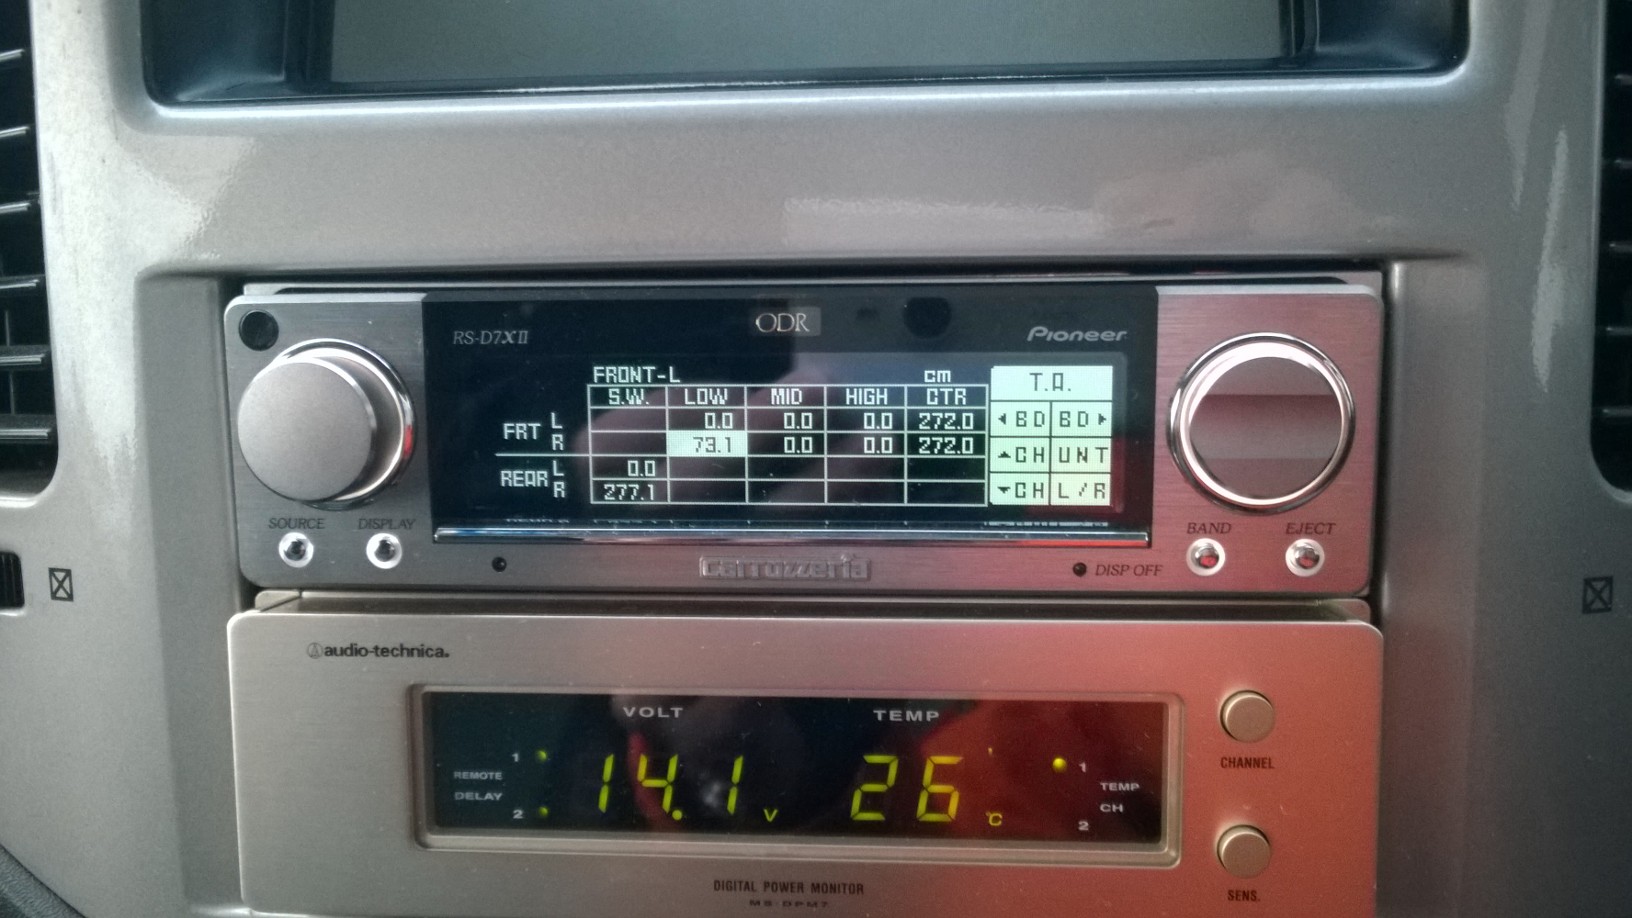 RS-D7XII ODR Pioneer
FRONT-L cm T.A.
S.W. LOW MID HIGH CTR
FRT L 0.0 0.0 0.0 272.0 ◀BD BD▶
R 73.1 0.0 0.0 272.0 ▲CH UNT
REAR L 0.0
R 277.1 ▼CH L/R
SOURCE DISPLAY BAND EJECT
carrozzeria DISP OFF
audio-technica.
VOLT TEMP
REMOTE DELAY 1 2
14.1 V 26 °C
1 2 TEMP CH
CHANNEL
SENS.
DIGITAL POWER MONITOR
MS-DPM7